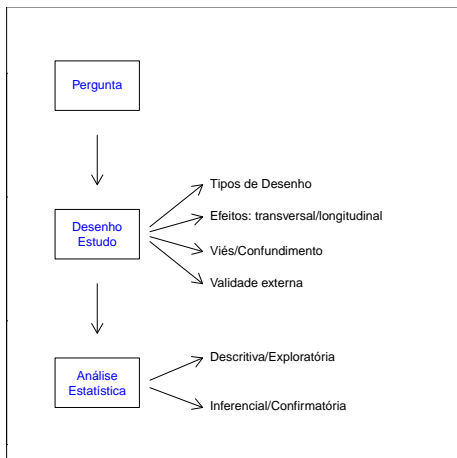 Pergunta
Tipos de Desenho
Desenho
Estudo
Efeitos: transversal/longitudinal
Viés/Confundimento
Validade externa
Análise
Estatística
Descritiva/Exploratória
Inferencial/Confirmatória